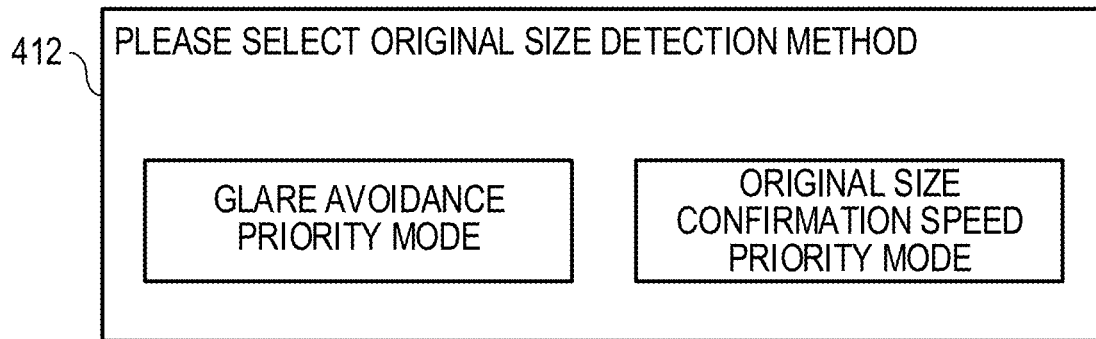 412
PLEASE SELECT ORIGINAL SIZE DETECTION METHOD
GLARE AVOIDANCE
PRIORITY MODE
ORIGINAL SIZE
CONFIRMATION SPEED
PRIORITY MODE